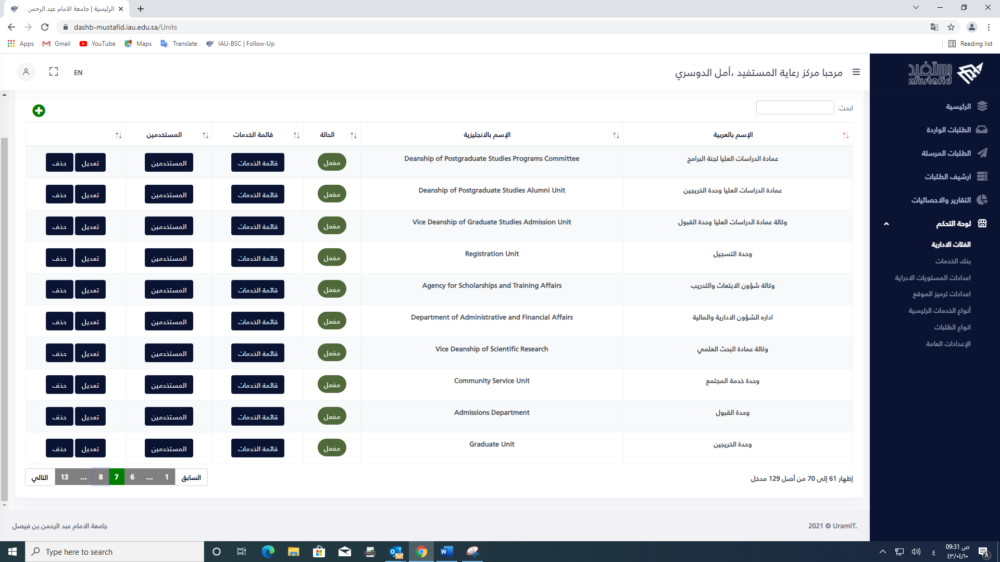 الرئيسية | جامعة الامام عبد الرحمن ب
dashb-mustafid.iau.edu.sa/Units
Apps
Gmail
YouTube
Maps
Translate
IAU-BSC | Follow-Up
Reading list
EN
مرحبا مركز رعاية المستفيد ،أمل الدوسري
مستفيد
mustafid
الرئيسية
الطلبات الواردة
الطلبات المرسلة
ارشيف الطلبات
التقارير والاحصائيات
لوحة التحكم
الفئات الادارية
بنك الخدمات
اعدادات المستويات الادراية
اعدادات ترميز الموقع
أنواع الخدمات الرئيسية
انواع الطلبات
الإعدادات العامة
ابحث:
الإسم بالعربية الإسم بالانجليزية الحالة قائمة الخدمات المستخدمين
عمادة الدراسات العليا لجنة البرامج Deanship of Postgraduate Studies Programs Committee مفعل قائمة الخدمات المستخدمين تعديل حذف
عمادة الدراسات العليا وحدة الخريجين Deanship of Postgraduate Studies Alumni Unit مفعل قائمة الخدمات المستخدمين تعديل حذف
وكالة عمادة الدراسات العليا وحدة القبول Vice Deanship of Graduate Studies Admission Unit مفعل قائمة الخدمات المستخدمين تعديل حذف
وحدة التسجيل Registration Unit مفعل قائمة الخدمات المستخدمين تعديل حذف
وكالة شؤون الابتعاث والتدريب Agency for Scholarships and Training Affairs مفعل قائمة الخدمات المستخدمين تعديل حذف
اداره الشؤون الادارية والمالية Department of Administrative and Financial Affairs مفعل قائمة الخدمات المستخدمين تعديل حذف
وكالة عمادة البحث العلمي Vice Deanship of Scientific Research مفعل قائمة الخدمات المستخدمين تعديل حذف
وحدة خدمة المجتمع Community Service Unit مفعل قائمة الخدمات المستخدمين تعديل حذف
وحدة القبول Admissions Department مفعل قائمة الخدمات المستخدمين تعديل حذف
وحدة الخريجين Graduate Unit مفعل قائمة الخدمات المستخدمين تعديل حذف
إظهار 61 إلى 70 من أصل 129 مدخل
السابق 1 ... 6 7 8 ... 13 التالي
2021 © UramIT.
جامعة الامام عبد الرحمن بن فيصل
Type here to search
ع
09:31 ص
٤٣/٠٤/١٠
٨